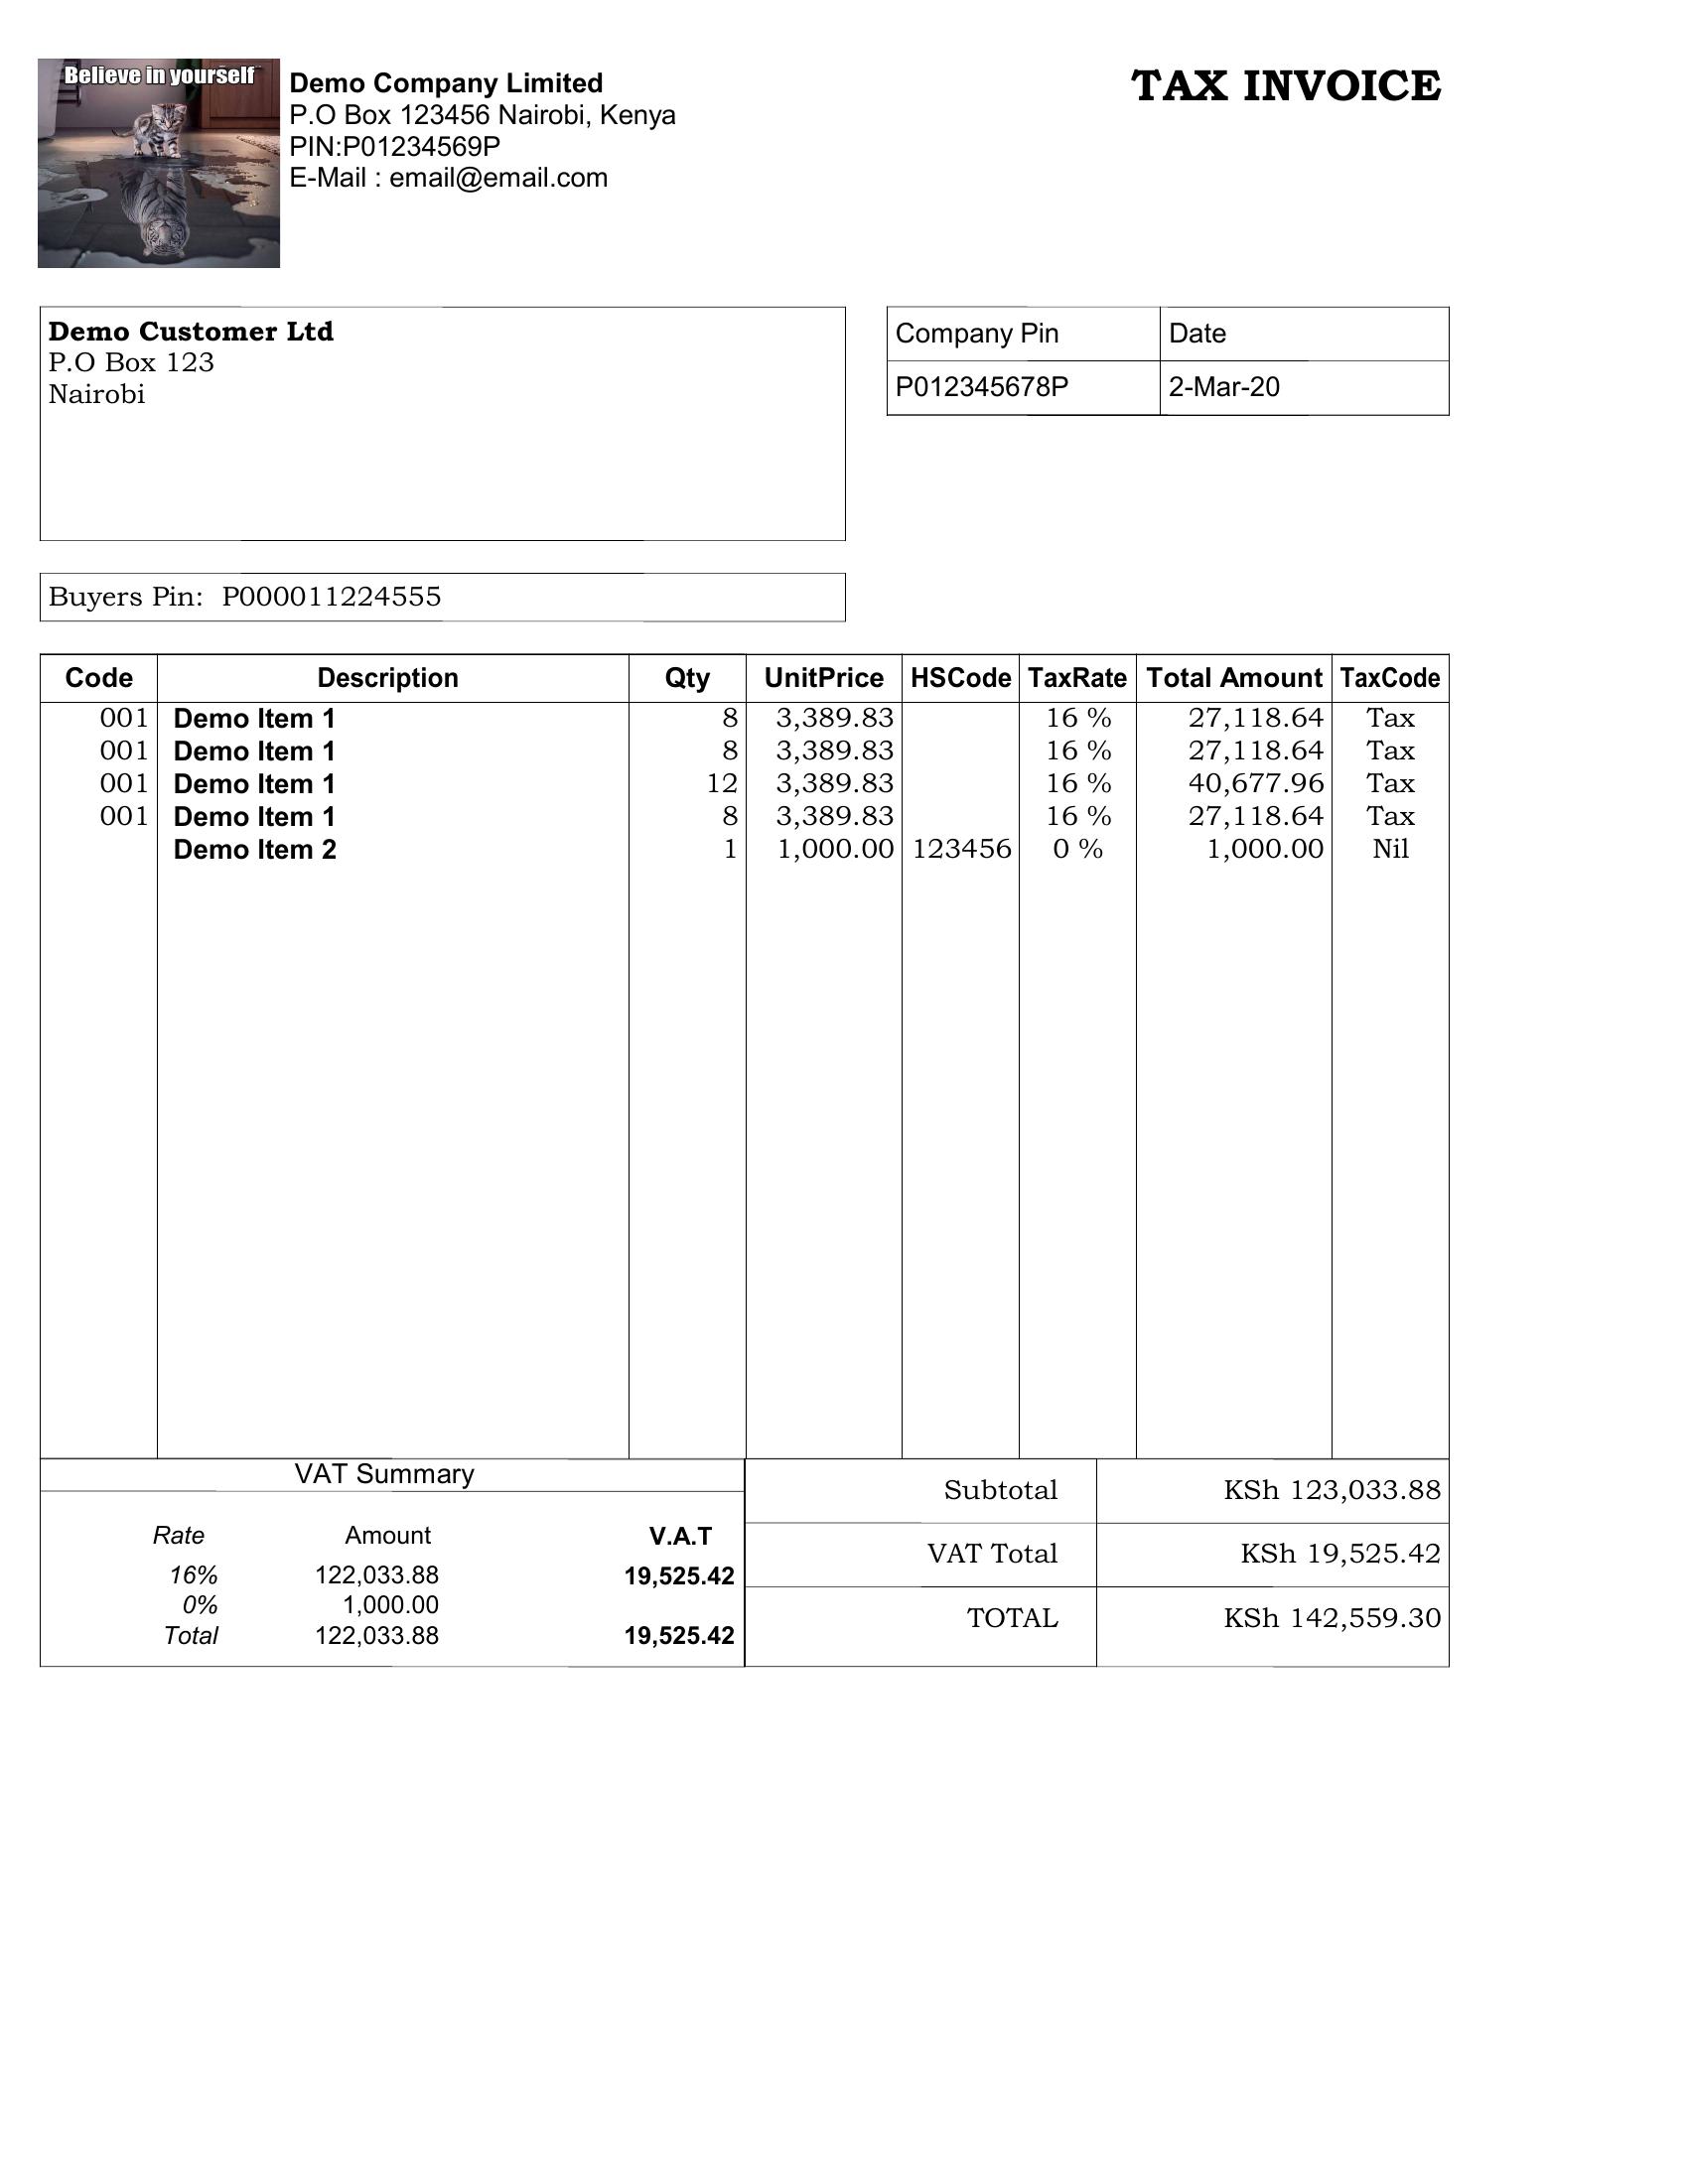 Believe in yourself
Demo Company Limited
P.O Box 123456 Nairobi, Kenya
PIN:P01234569P
E-Mail : email@email.com
TAX INVOICE
Demo Customer Ltd
P.O Box 123
Nairobi
Company Pin Date
P012345678P 2-Mar-20
Buyers Pin: P000011224555
Code Description Qty UnitPrice HSCode TaxRate Total Amount TaxCode
001 Demo Item 1 8 3,389.83 16 % 27,118.64 Tax
001 Demo Item 1 8 3,389.83 16 % 27,118.64 Tax
001 Demo Item 1 12 3,389.83 16 % 40,677.96 Tax
001 Demo Item 1 8 3,389.83 16 % 27,118.64 Tax
Demo Item 2 1 1,000.00 123456 0 % 1,000.00 Nil
VAT Summary
Rate Amount V.A.T
16% 122,033.88 19,525.42
0% 1,000.00
Total 122,033.88 19,525.42
Subtotal KSh 123,033.88
VAT Total KSh 19,525.42
TOTAL KSh 142,559.30